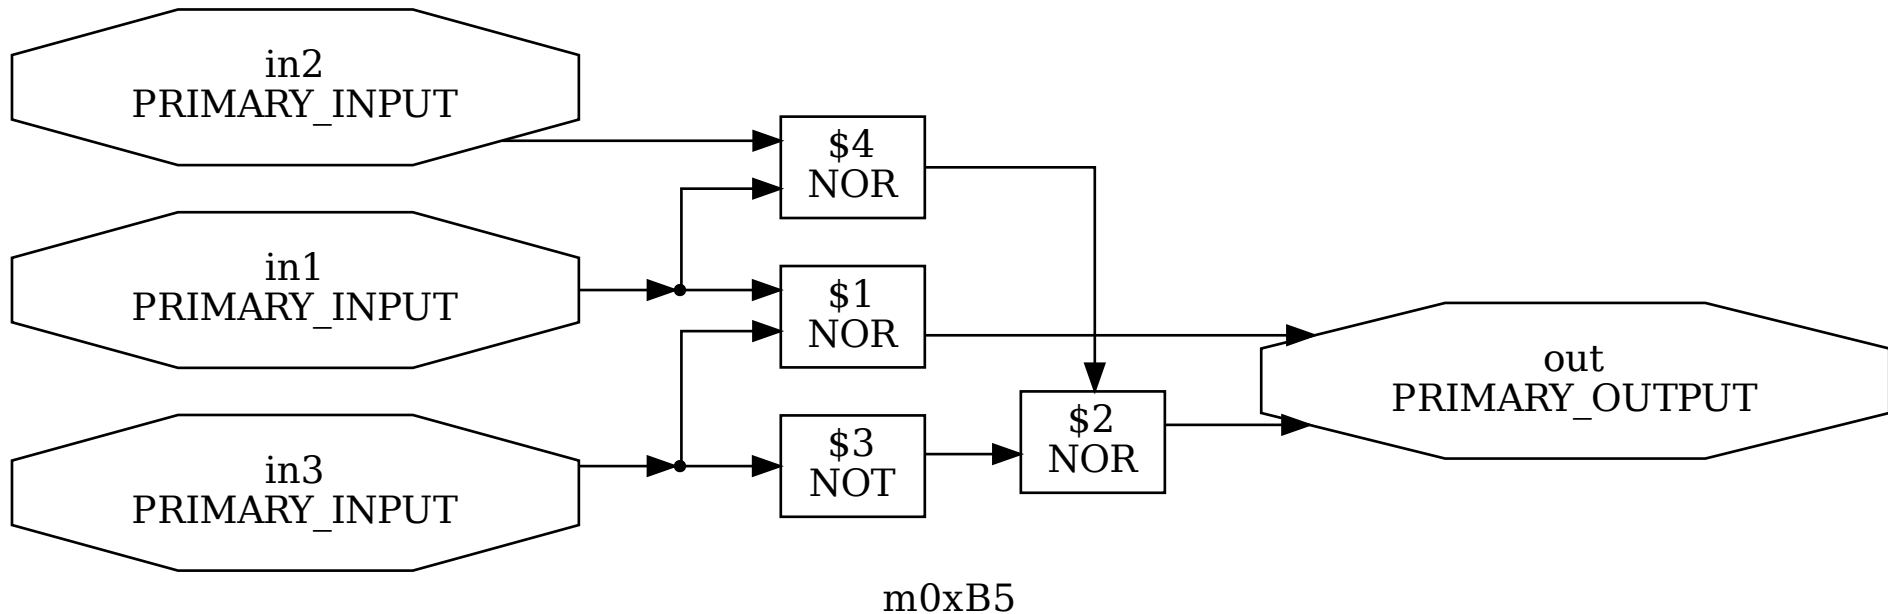 in2
PRIMARY_INPUT
$4
NOR
in1
PRIMARY_INPUT
$1
NOR
out
PRIMARY_OUTPUT
$2
NOR
$3
NOT
in3
PRIMARY_INPUT
m0xB5